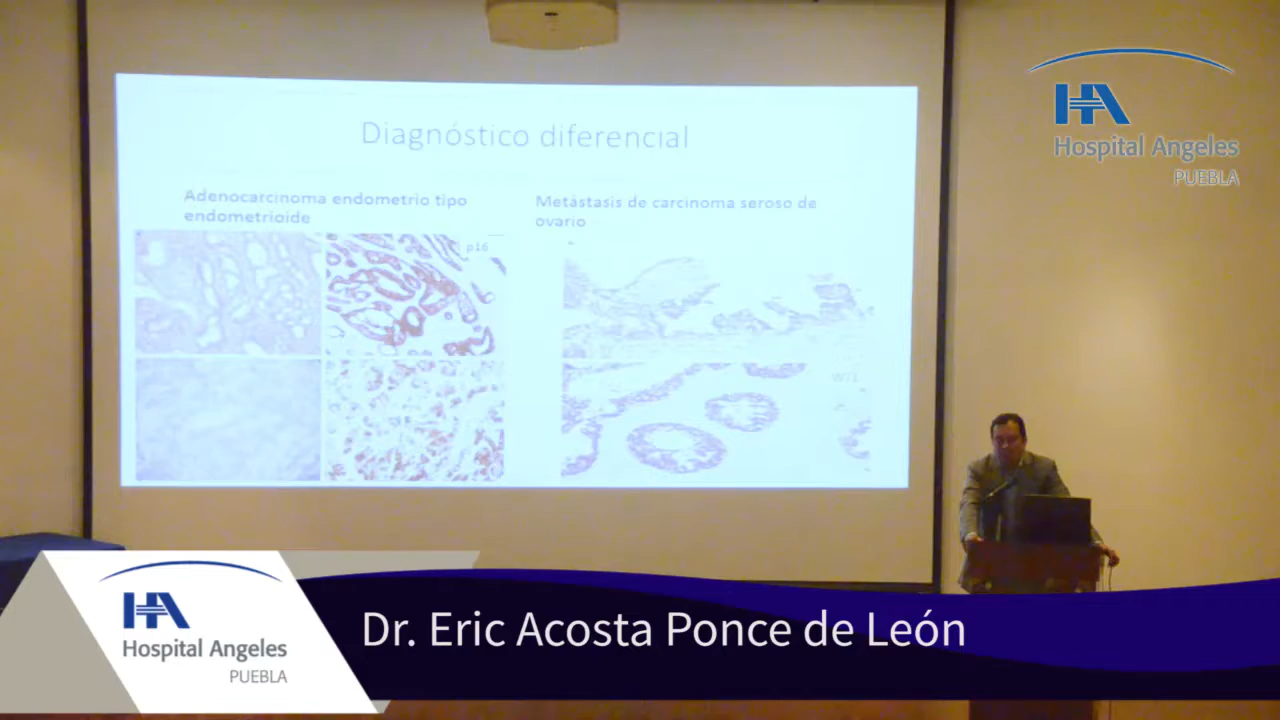 Diagnóstico diferencial
Adenocarcinoma endometrio tipo
endometrioide
Metástasis de carcinoma seroso de
ovario
p16
WT1
HA
Hospital Angeles
PUEBLA
HA
Hospital Angeles
PUEBLA
Dr. Eric Acosta Ponce de León